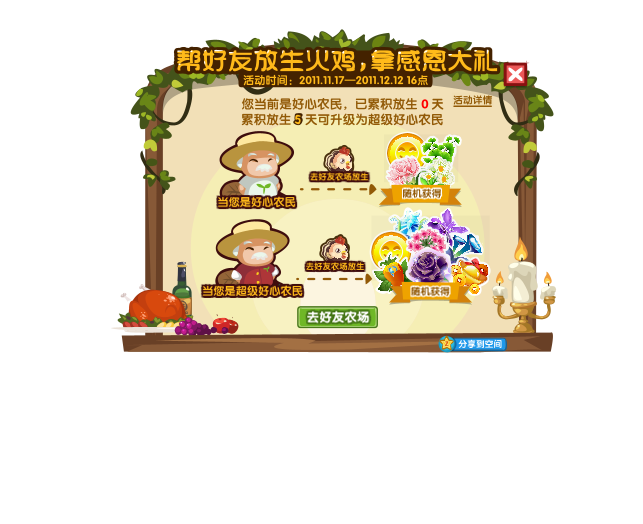 帮好友放生火鸡,拿感恩大礼
活动时间：2011.11.17—2011.12.12 16点
您当前是好心农民，已累积放生 0 天
活动详情
累积放生 5 天可升级为超级好心农民
去好友农场放生
随机获得
当您是好心农民
去好友农场放生
当您是超级好心农民
随机获得
去好友农场
分享到空间